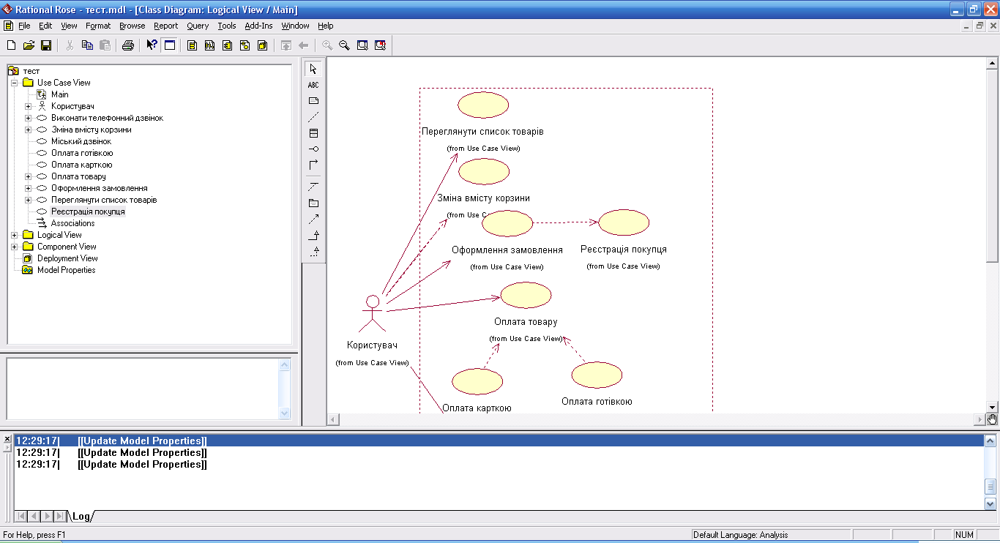 Rational Rose - тест.mdl - [Class Diagram: Logical View / Main]
File Edit View Format Browse Report Query Tools Add-Ins Window Help
тест
Use Case View
Main
Користувач
Виконати телефонний дзвінок
Зміна вмісту корзини
Міський дзвінок
Оплата готівкою
Оплата карткою
Оплата товару
Оформлення замовлення
Переглянути список товарів
Реєстрація покупця
Associations
Logical View
Component View
Deployment View
Model Properties
ABC
Переглянути список товарів
(from Use Case View)
Зміна вмісту корзини
(from Use C
Оформлення замовлення
(from Use Case View)
Реєстрація покупця
(from Use Case View)
Оплата товару
(from Use Case View)
Користувач
(from Use Case View)
Оплата карткою
Оплата готівкою
12:29:17| [[Update Model Properties]]
12:29:17| [[Update Model Properties]]
12:29:17| [[Update Model Properties]]
Log
For Help, press F1
Default Language: Analysis
NUM